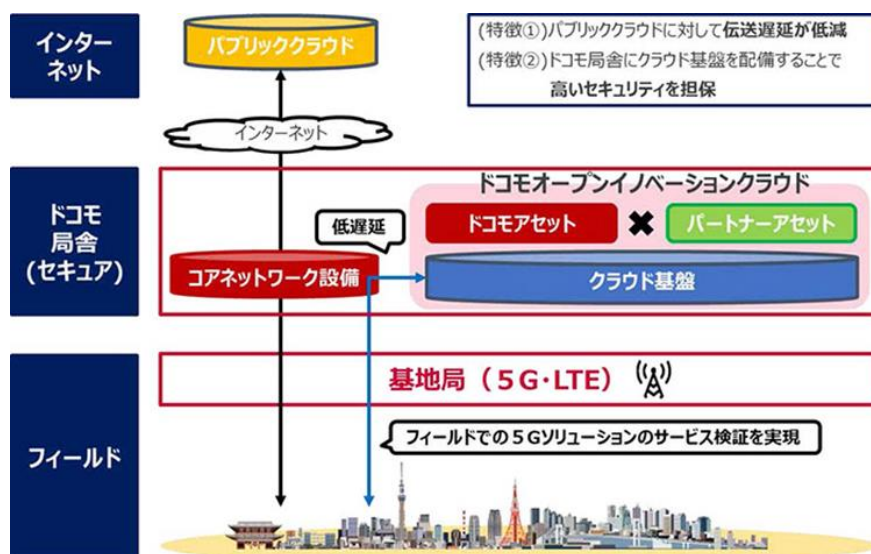 インター
ネット
パブリッククラウド
(特徴①)パブリッククラウドに対して伝送遅延が低減
(特徴②)ドコモ局舎にクラウド基盤を配備することで
高いセキュリティを担保
インターネット
ドコモ
局舎
(セキュア)
ドコモオープンイノベーションクラウド
低遅延
ドコモアセット
✖
パートナーアセット
コアネットワーク設備
クラウド基盤
フィールド
基地局(5G・LTE)
フィールドでの5Gソリューションのサービス検証を実現